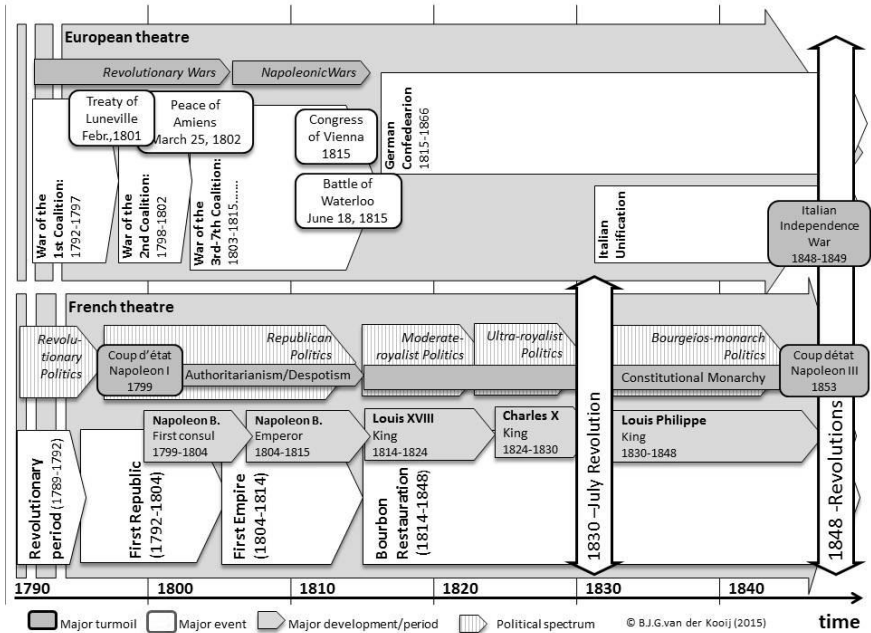 European theatre
Revolutionary Wars
NapoleonicWars
Treaty of
Luneville
Febr.,1801
Peace of
Amiens
March 25, 1802
Congress
of Vienna
1815
Battle of
Waterloo
June 18, 1815
War of the
1st Coalition:
1792-1797
War of the
2nd Coalition:
1798-1802
War of the
3rd-7th Coalition:
1803-1815.......
German
Confedearion
1815-1866
Italian
Unification
Italian
Independence
War
1848-1849
French theatre
Revolu-
tionary
Politics
Coup d'état
Napoleon I
1799
Republican
Politics
Authoritarianism/Despotism
Moderate-
royalist Politics
Ultra-royalist
Politics
Bourgeios-monarch
Politics
Constitutional Monarchy
Coup détat
Napoleon III
1853
Napoleon B.
First consul
1799-1804
Napoleon B.
Emperor
1804-1815
Louis XVIII
King
1814-1824
Charles X
King
1824-1830
Louis Philippe
King
1830-1848
Revolutionary
period (1789-1792)
First Republic
(1792-1804)
First Empire
(1804-1814)
Bourbon
Restauration
(1814-1848)
1830 –July Revolution
1848 -Revolutions
1790
1800
1810
1820
1830
1840
Major turmoil
Major event
Major development/period
Political spectrum
© B.J.G.van der Kooij (2015)
time